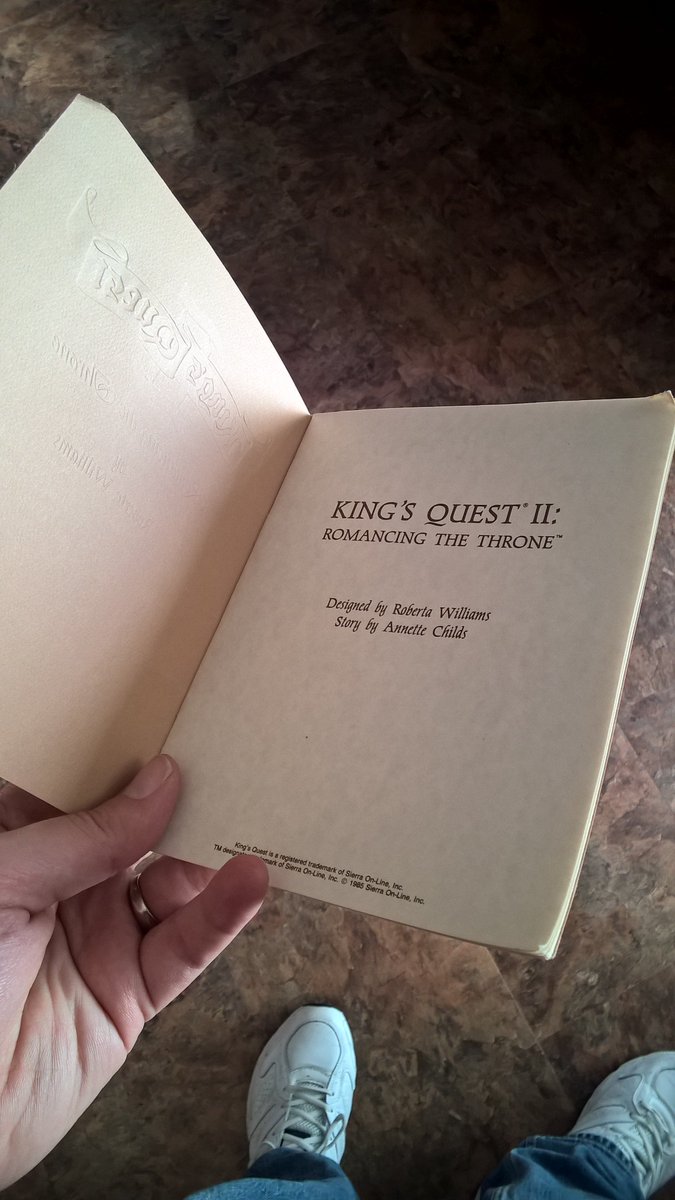 KING'S QUEST® II:
ROMANCING THE THRONE™
Designed by Roberta Williams
Story by Annette Childs
King's Quest is a registered trademark of Sierra On-Line, Inc.
TM designates trademark of Sierra On-Line, Inc. © 1985 Sierra On-Line, Inc.